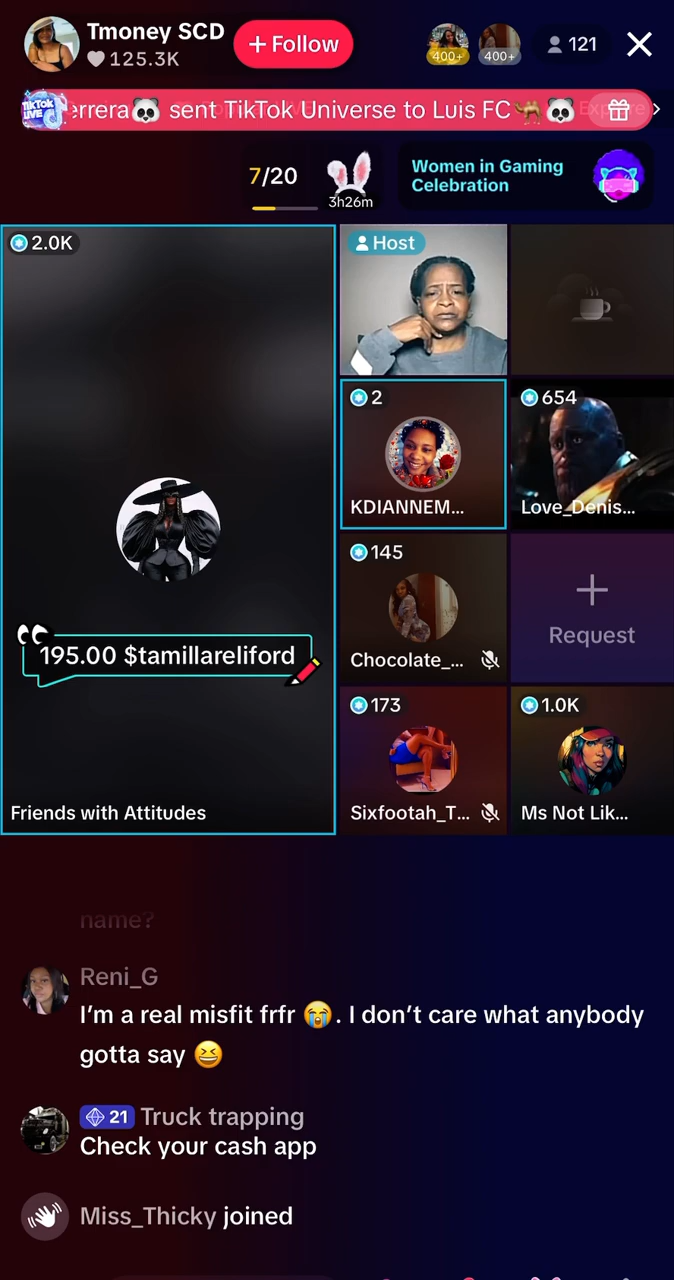 Tmoney SCD
125.3K
+ Follow
400+
400+
121
TikTok
LIVE
errera🐼 sent TikTok Universe to Luis FC🐪🐼
Explore
7/20
3h26m
Women in Gaming
Celebration
2.0K
195.00 $tamillareliford
Friends with Attitudes
Host
2
KDIANNEM...
654
Love_Denis...
145
Chocolate_...
+
Request
173
Sixfootah_T...
1.0K
Ms Not Lik...
name?
Reni_G
I'm a real misfit frfr 😭. I don't care what anybody
gotta say 😆
21 Truck trapping
Check your cash app
Miss_Thicky joined